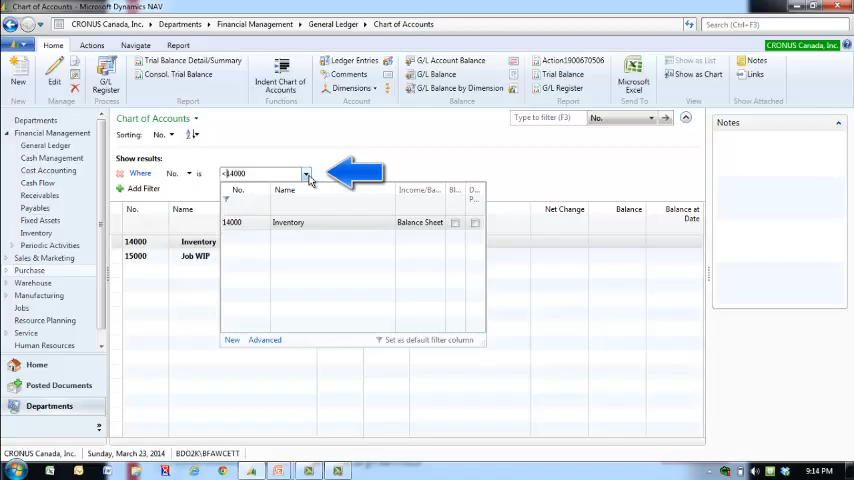 Chart of Accounts - Microsoft Dynamics NAV
CRONUS Canada, Inc. Departments Financial Management General Ledger Chart of Accounts
Search (Ctrl+F3)
Home Actions Navigate Report
CRONUS Canada, Inc.
New
Edit
G/L Register
Trial Balance Detail/Summary
Consol. Trial Balance
Indent Chart of Accounts
Ledger Entries
Comments
Dimensions
G/L Account Balance
G/L Balance
G/L Balance by Dimension
Action1900670506
Trial Balance
G/L Register
Microsoft Excel
Show as List
Show as Chart
Notes
Links
New Manage Process Report Functions Account Balance Report Send To View Show Attached
Departments
Financial Management
General Ledger
Cash Management
Cost Accounting
Cash Flow
Receivables
Payables
Fixed Assets
Inventory
Periodic Activities
Sales & Marketing
Purchase
Warehouse
Manufacturing
Jobs
Resource Planning
Service
Human Resources
Home
Posted Documents
Departments
Chart of Accounts
Type to filter (F3) No.
Sorting: No.
Show results:
Where No. is <14000
Add Filter
No. Name Income/Ba... Bl... D... P...
14000 Inventory Balance Sheet
New Advanced Set as default filter column
No. Name Net Change Balance Balance at Date
14000 Inventory
15000 Job WIP
Notes
CRONUS Canada, Inc. Sunday, March 23, 2014 BDO2K\BFAWCETT
9:14 PM